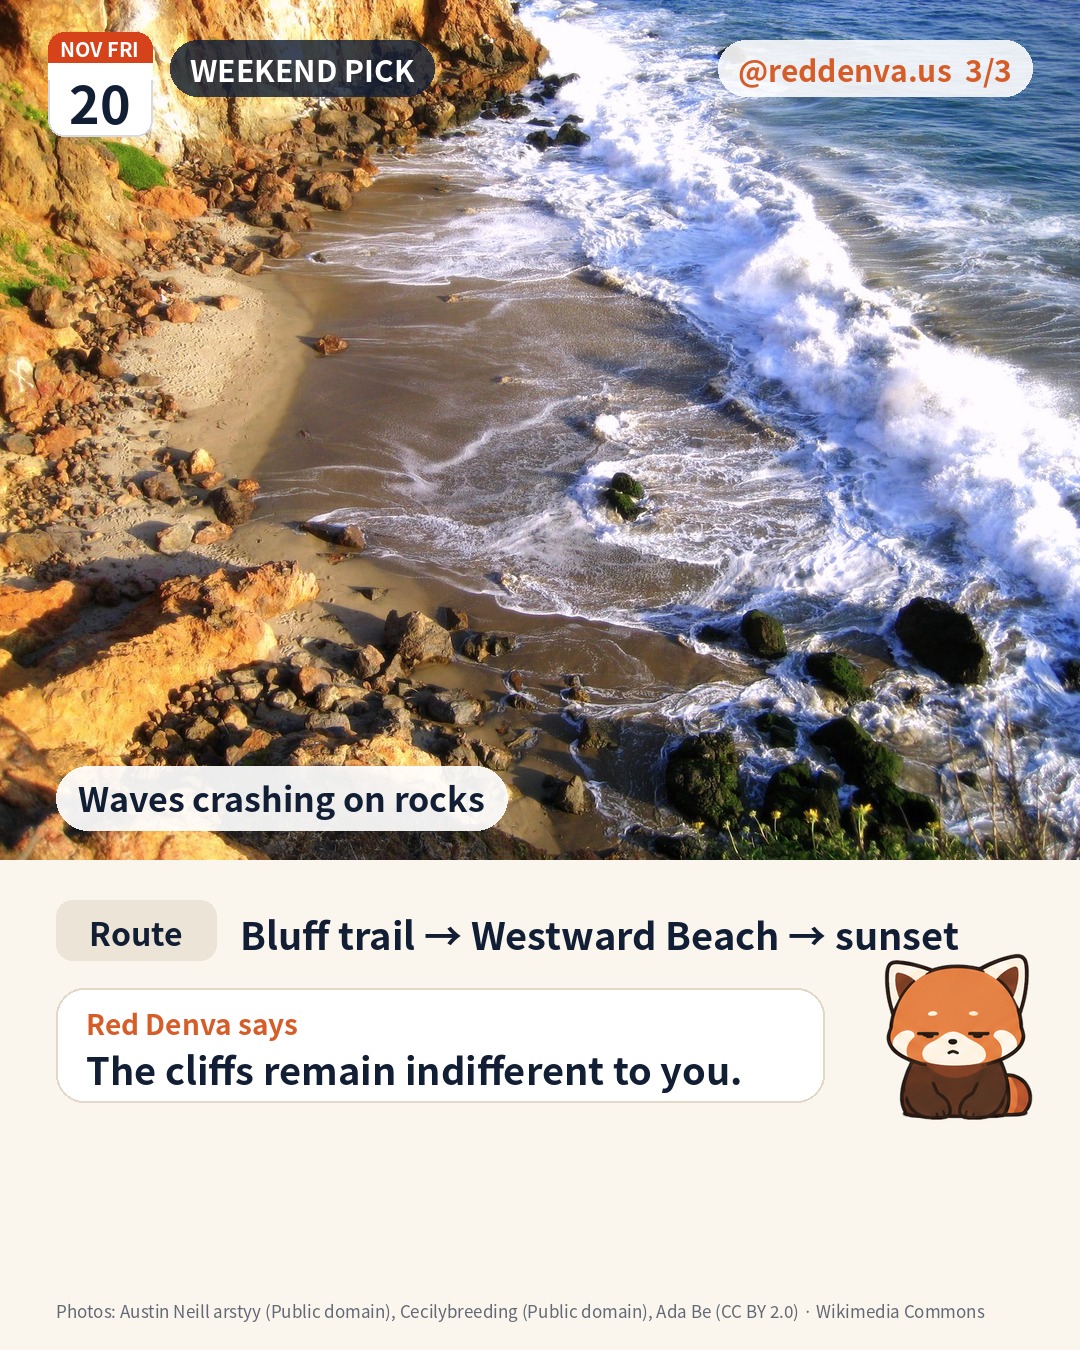 NOV FRI
20
WEEKEND PICK
@reddenva.us 3/3
Waves crashing on rocks
Route
Bluff trail → Westward Beach → sunset
Red Denva says
The cliffs remain indifferent to you.
Photos: Austin Neill arstyy (Public domain), Cecilybreeding (Public domain), Ada Be (CC BY 2.0) · Wikimedia Commons